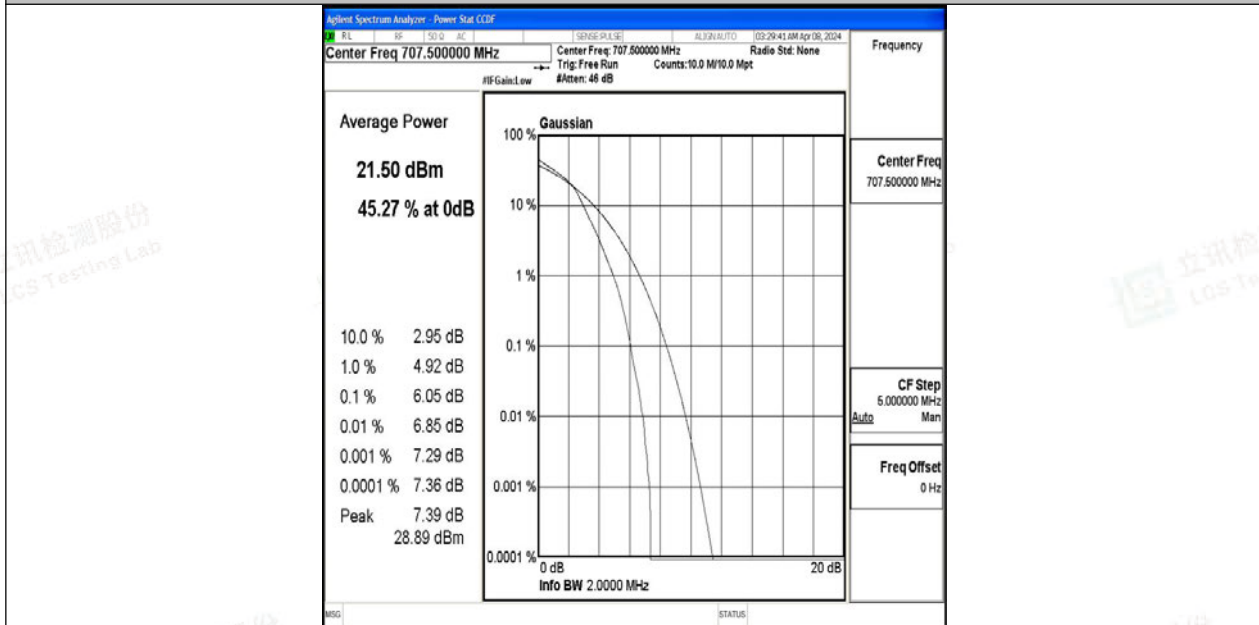 Agilent Spectrum Analyzer - Power Stat CCDF
RL RF 50 Ω AC SENSE:PULSE ALIGN AUTO 03:29:41 AM Apr 08, 2024
Center Freq 707.500000 MHz
Center Freq: 707.500000 MHz Radio Std: None
Trig: Free Run Counts:10.0 M/10.0 Mpt
#IFGain:Low #Atten: 46 dB
Frequency
Average Power
21.50 dBm
45.27 % at 0dB
10.0 % 2.95 dB
1.0 % 4.92 dB
0.1 % 6.05 dB
0.01 % 6.85 dB
0.001 % 7.29 dB
0.0001 % 7.36 dB
Peak 7.39 dB
28.89 dBm
Gaussian
100 %
10 %
1 %
0.1 %
0.01 %
0.001 %
0.0001 %
0 dB 20 dB
Info BW 2.0000 MHz
Center Freq
707.500000 MHz
CF Step
5.000000 MHz
Auto Man
Freq Offset
0 Hz
MSG STATUS
立讯检测股份
LCS Testing Lab
立讯检
LCS Te